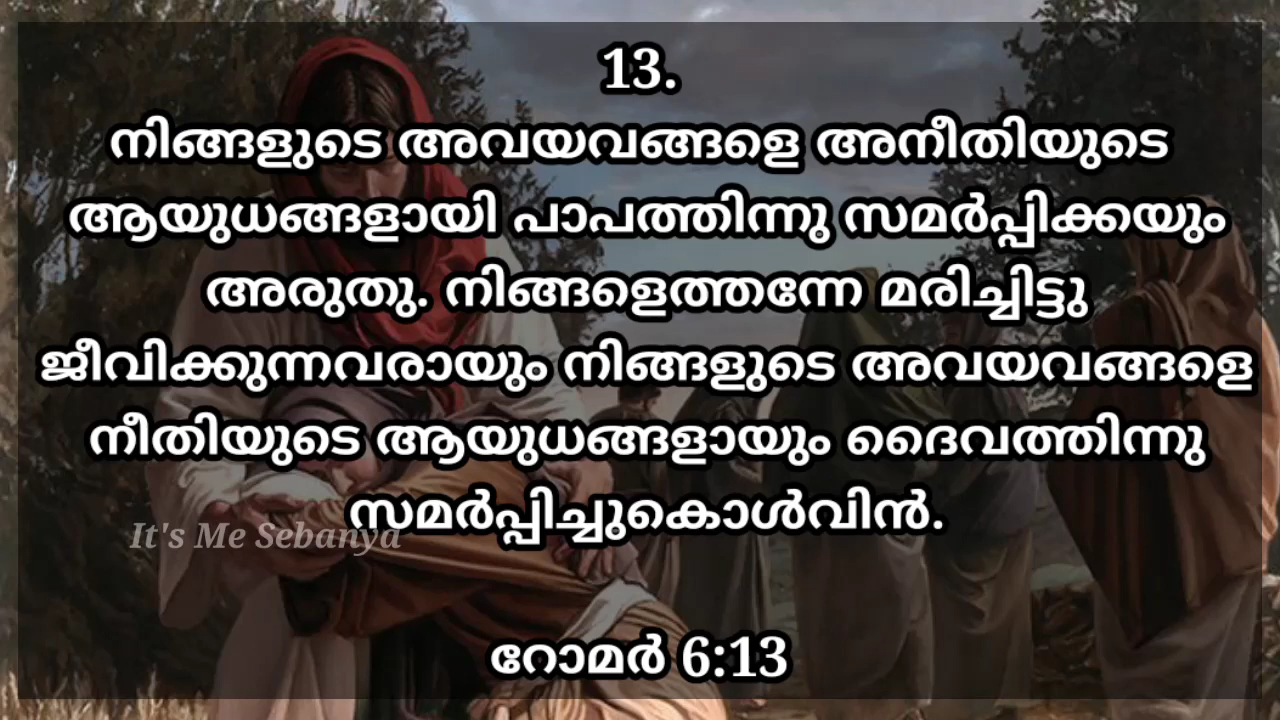 13.
നിങ്ങളുടെ അവയവങ്ങളെ അനീതിയുടെ
ആയുധങ്ങളായി പാപത്തിന്നു സമർപ്പിക്കയും
അരുതു. നിങ്ങളെത്തന്നേ മരിച്ചിട്ടു
ജീവിക്കുന്നവരായും നിങ്ങളുടെ അവയവങ്ങളെ
നീതിയുടെ ആയുധങ്ങളായും ദൈവത്തിന്നു
സമർപ്പിച്ചുകൊൾവിൻ.
It's Me Sebanya
റോമർ 6:13